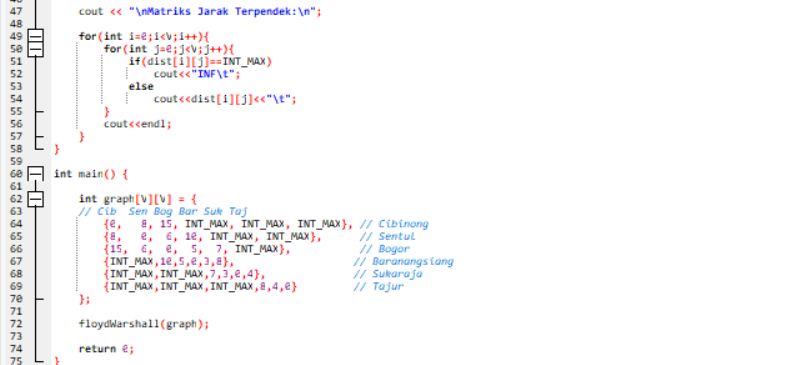 47 cout << "\nMatriks Jarak Terpendek:\n";
48
49 for(int i=0;i<V;i++){
50 for(int j=0;j<V;j++){
51 if(dist[i][j]==INT_MAX)
52 cout<<"INF\t";
53 else
54 cout<<dist[i][j]<<"\t";
55 }
56 cout<<endl;
57 }
58 }
59
60 int main() {
61
62 int graph[V][V] = {
63 // Cib Sen Bog Bar Suk Taj
64 {0, 8, 15, INT_MAX, INT_MAX, INT_MAX}, // Cibinong
65 {8, 0, 6, 10, INT_MAX, INT_MAX}, // Sentul
66 {15, 6, 0, 5, 7, INT_MAX}, // Bogor
67 {INT_MAX,10,5,0,3,8}, // Baranangsiang
68 {INT_MAX,INT_MAX,7,3,0,4}, // Sukaraja
69 {INT_MAX,INT_MAX,INT_MAX,8,4,0} // Tajur
70 };
71
72 floydWarshall(graph);
73
74 return 0;
75 }